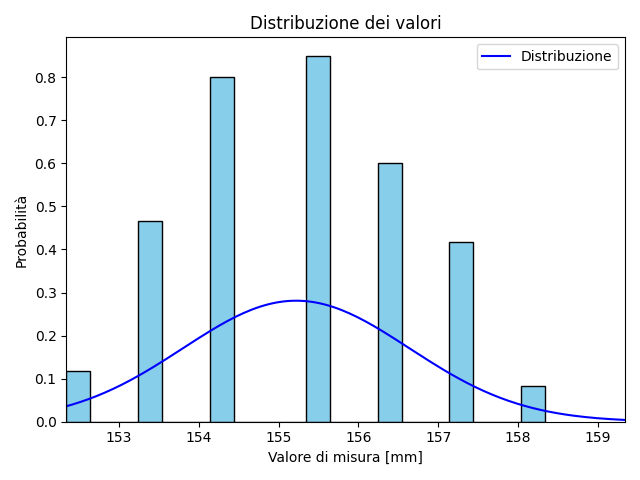 Distribuzione dei valori
Distribuzione
Probabilità
0.8
0.7
0.6
0.5
0.4
0.3
0.2
0.1
0.0
153 154 155 156 157 158 159
Valore di misura [mm]